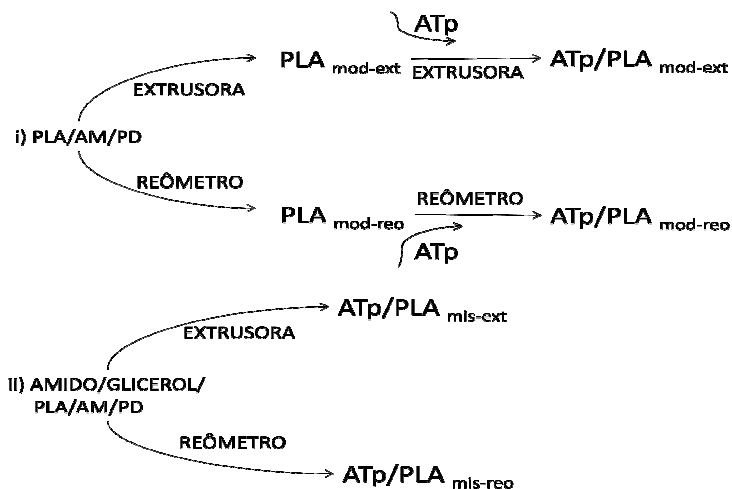 ATp
PLA mod-ext EXTRUSORA ATp/PLA mod-ext
EXTRUSORA
i) PLA/AM/PD
REÔMETRO
REÔMETRO
PLA mod-reo ATp/PLA mod-reo
ATp
ATp/PLA mis-ext
EXTRUSORA
ii) AMIDO/GLICEROL/
PLA/AM/PD
REÔMETRO
ATp/PLA mis-reo